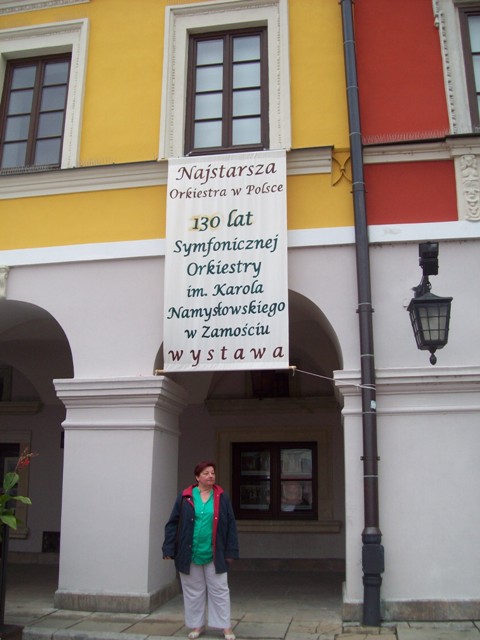 Najstarsza
Orkiestra w Polsce
130 lat
Symfonicznej
Orkiestry
im. Karola
Namysłowskiego
w Zamościu
wystawa